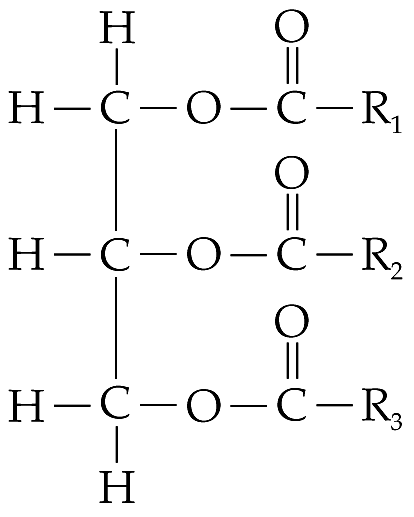 H O
H C O C R1
O
H C O C R2
O
H C O C R3
H